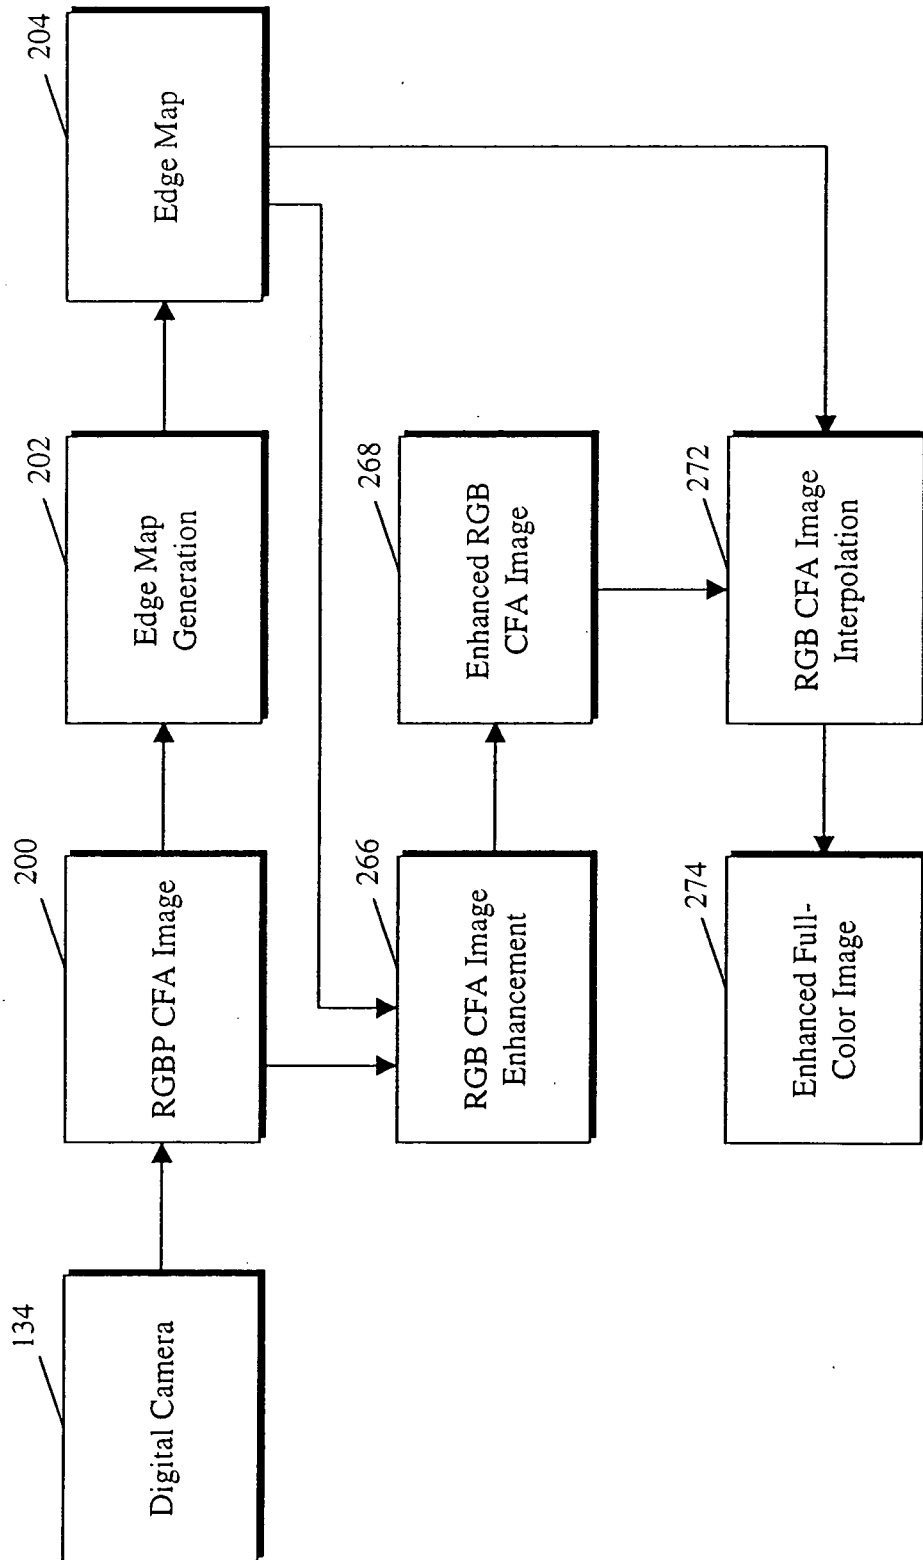 134
Digital Camera
200
RGBP CFA Image
202
Edge Map
Generation
204
Edge Map
266
RGB CFA Image
Enhancement
268
Enhanced RGB
CFA Image
274
Enhanced Full-
Color Image
272
RGB CFA Image
Interpolation